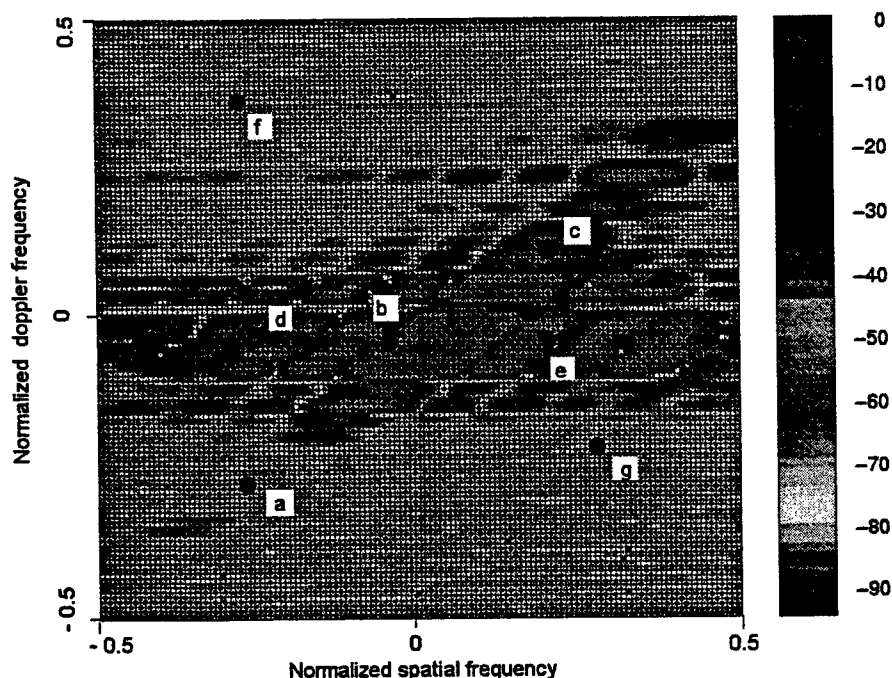 0.5
0
-0.5
Normalized doppler frequency
f
c
b
d
e
g
a
-0.5
0
0.5
Normalized spatial frequency
0
-10
-20
-30
-40
-50
-60
-70
-80
-90